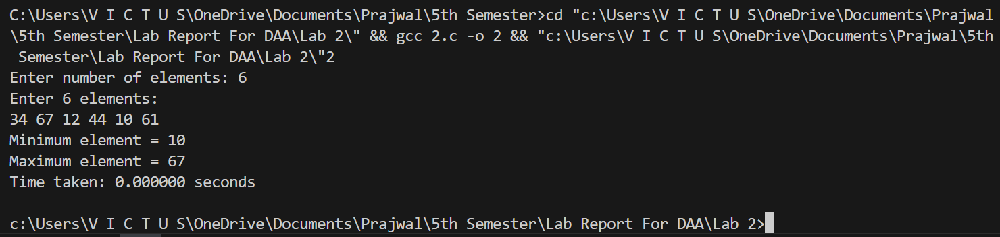 C:\Users\V I C T U S\OneDrive\Documents\Prajwal\5th Semester>cd "c:\Users\V I C T U S\OneDrive\Documents\Prajwal
\5th Semester\Lab Report For DAA\Lab 2\" && gcc 2.c -o 2 && "c:\Users\V I C T U S\OneDrive\Documents\Prajwal\5th
 Semester\Lab Report For DAA\Lab 2\"2
Enter number of elements: 6
Enter 6 elements:
34 67 12 44 10 61
Minimum element = 10
Maximum element = 67
Time taken: 0.000000 seconds
c:\Users\V I C T U S\OneDrive\Documents\Prajwal\5th Semester\Lab Report For DAA\Lab 2>